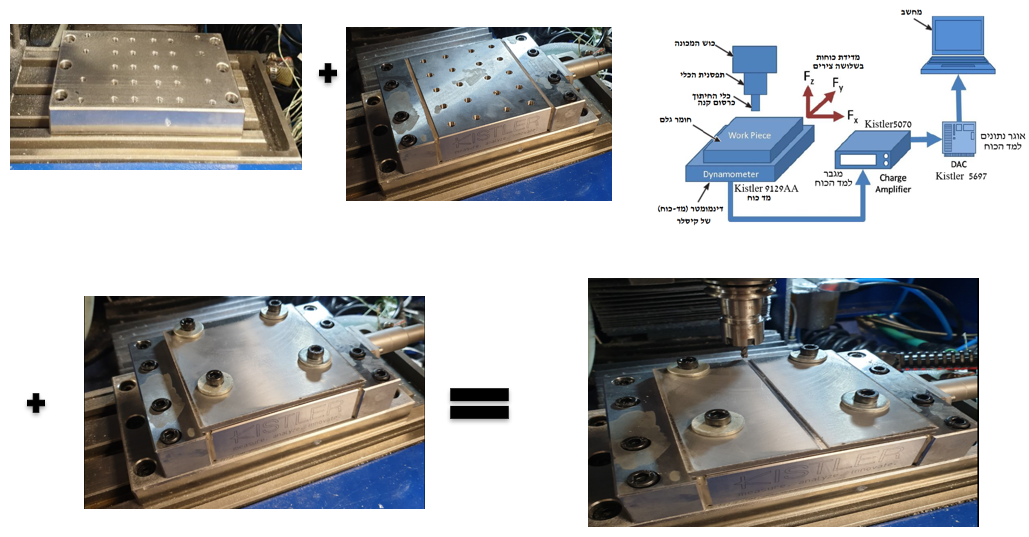 מחשב
כוש המכונה
תפסנית הכלי
כלי החיתוך
כרסום קנה
מדידת כוחות
בשלושה צירים
Fz
Fy
Fx
חומר גלם
Work Piece
Dynamometer
Kistler 9129AA
מד כוח
דינמומטר (מד-כוח)
של קיסלר
Kistler5070
מגבר
למד הכוח
Charge
Amplifier
אוגר נתונים
למד הכוח
DAC
Kistler 5697
KISTLER
KISTLER
KISTLER